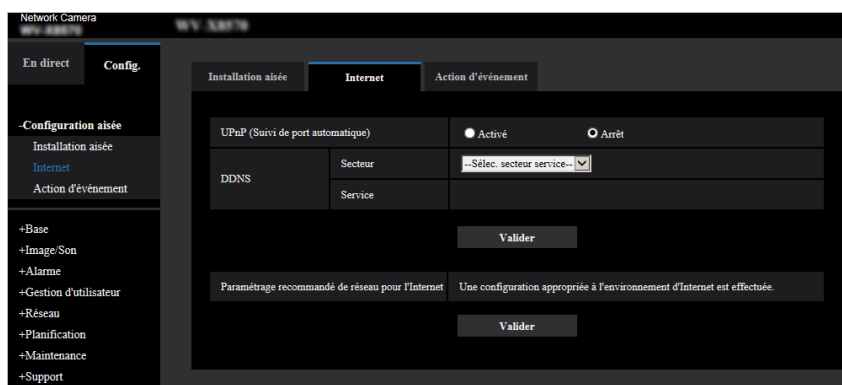 Network Camera
WV-X8570
WV-X8570
En direct
Config.
Installation aisée
Internet
Action d'événement
-Configuration aisée
Installation aisée
Internet
Action d'événement
+Base
+Image/Son
+Alarme
+Gestion d'utilisateur
+Réseau
+Planification
+Maintenance
+Support
UPnP (Suivi de port automatique)
Activé
Arrêt
DDNS
Secteur
--Sélec. secteur service--
Service
Valider
Paramétrage recommandé de réseau pour l'Internet
Une configuration appropriée à l'environnement d'Internet est effectuée.
Valider